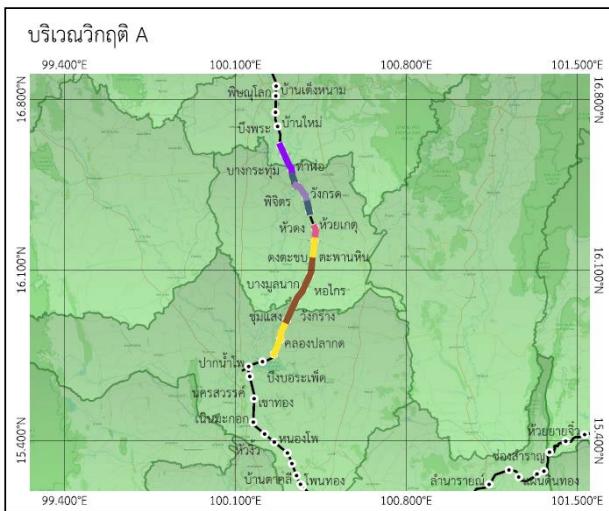 บริเวณวิกฤติ A
99.400°E
100.100°E
100.800°E
101.500°E
16.800°N
16.800°N
พิษณุโลก
บ้านเต็งหนาม
บึงพระ
บ้านใหม่
บางกระทุ่ม
ท่าฬ่อ
พิจิตร
วังกรด
หัวดง
ห้วยเกตุ
ดงตะขบ
ตะพานหิน
16.100°N
16.100°N
บางมูลนาก
หอไกร
ชุมแสง
วังกร่าง
คลองปลากด
ปากน้ำโพ
บึงบอระเพ็ด
นครสวรรค์
เขาทอง
เนินมะกอก
15.400°N
15.400°N
หัวงิ้ว
หนองโพ
บ้านตาคลี
โพนทอง
ห้วยยายจิ๋ว
ช่องสำราญ
ลำนารายณ์
แผ่นดินทอง
99.400°E
100.100°E
100.800°E
101.500°E